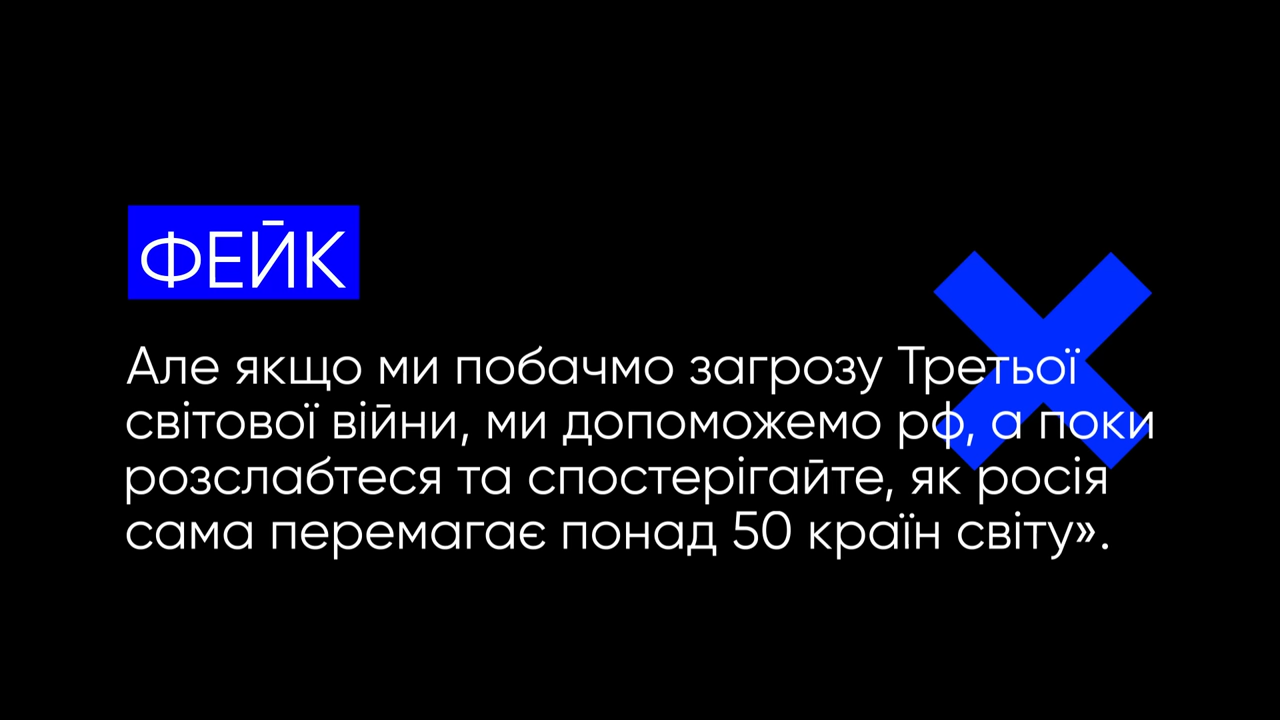 ФЕЙК
Але якщо ми побачмо загрозу Третьої
світової війни, ми допоможемо рф, а поки
розслабтеся та спостерігайте, як росія
сама перемагає понад 50 країн світу».